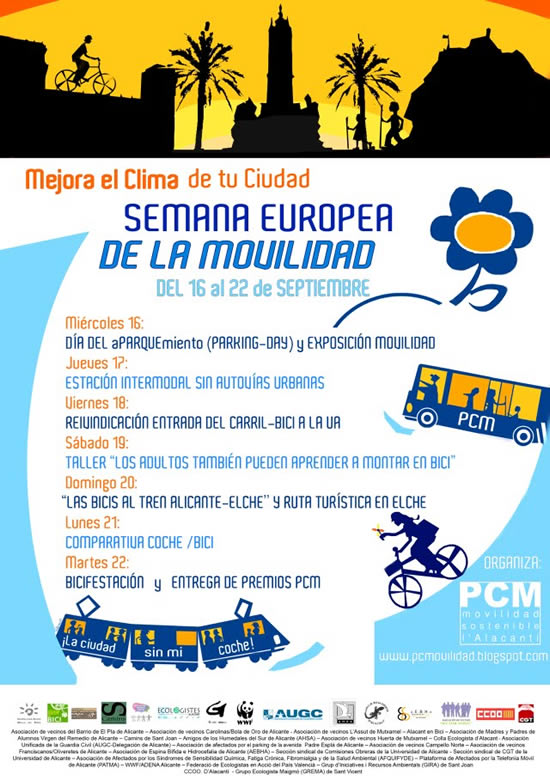 Mejora el Clima de tu Ciudad
SEMANA EUROPEA
DE LA MOVILIDAD
DEL 16 al 22 de SEPTIEMBRE
Miércoles 16:
DÍA DEL aPARQUEmiento (PARKING-DAY) y EXPOSICIÓN MOVILIDAD
Jueves 17:
ESTACIÓN INTERMODAL SIN AUTOVÍAS URBANAS
Viernes 18:
REIVINDICACIÓN ENTRADA DEL CARRIL-BICI A LA UA
Sábado 19:
TALLER "LOS ADULTOS TAMBIÉN PUEDEN APRENDER A MONTAR EN BICI"
Domingo 20:
"LAS BICIS AL TREN ALICANTE-ELCHE" Y RUTA TURÍSTICA EN ELCHE
Lunes 21:
COMPARATIVA COCHE /BICI
Martes 22:
BICIFESTACIÓN y ENTREGA DE PREMIOS PCM
PCM
¡La ciudad sin mi coche!
ORGANIZA:
PCM
movilidad
sostenible
l'Alacantí
www.pcmovilidad.blogspot.com
BICI ECOLOGISTES WWF AUGC CCOO CGT
Asociación de vecinos del Barrio de El Pla de Alicante – Asociación de vecinos Carolinas/Bola de Oro de Alicante - Asociación de vecinos L'Assut de Mutxamel – Alacant en Bici – Asociación de Madres y Padres de
Alumnos Virgen del Remedio de Alicante – Camins de Sant Joan – Amigos de los Humedales del Sur de Alicante (AHSA) – Asociación de vecinos Huerta de Mutxamel – Colla Ecologista d'Alacant - Asociación
Unificada de la Guardia Civil (AUGC-Delegación de Alicante) – Asociación de afectados por el parking de la avenida Padre Esplá de Alicante – Asociación de vecinos Campello Norte – Asociación de vecinos
Franciscanos/Oliveretes de Alicante – Asociación de Espina Bífida e Hidrocefalia de Alicante (AEBHA) – Sección sindical de Comisiones Obreras de la Universidad de Alicante – Sección sindical de CGT de la
Universidad de Alicante – Asociación de Afectados por los Síndromes de Sensibilidad Química, Fatiga Crónica, Fibromialgia y de la Salud Ambiental (AFQUIFYDE) – Plataforma de Afectados por la Telefonía Móvil
de Alicante (PATMA) – WWF/ADENA Alicante – Federació de Ecologistes en Acció del País Valencià – Grup d'Iniciatives i Recursos Ambientals (GIRA) de Sant Joan
CCOO D'Alacantí - Grupo Ecologista Maigmó (GREMA) de Sant Vicent